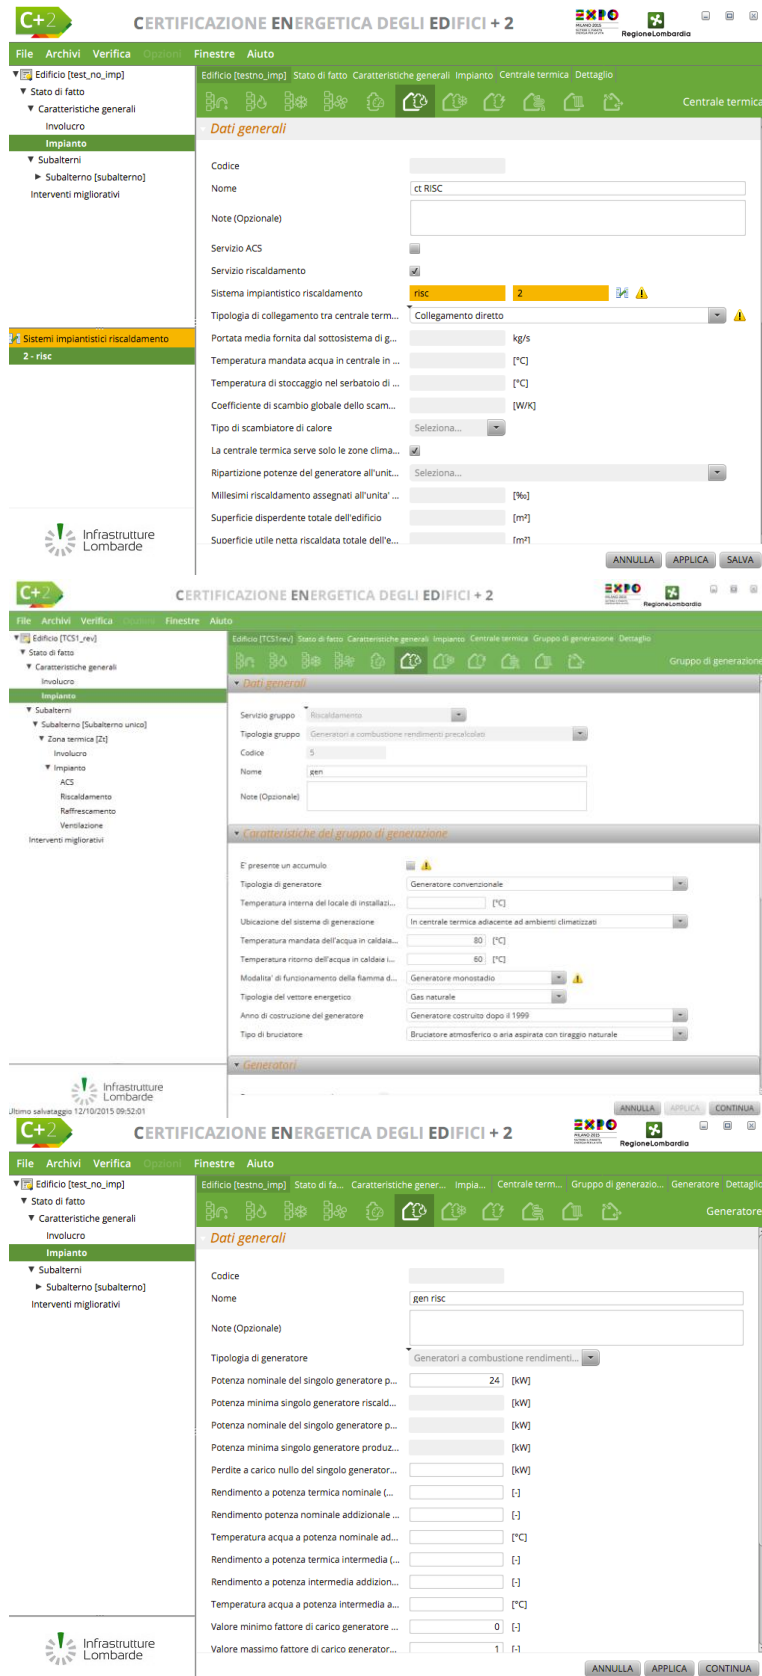 C+2
CERTIFICAZIONE ENERGETICA DEGLI EDIFICI + 2
EXPO
MILANO 2015
RegioneLombardia
File Archivi Verifica Opzioni Finestre Aiuto
Edificio [test_no_imp]
Stato di fatto
Caratteristiche generali
Involucro
Impianto
Subalterni
Subalterno [subalterno]
Interventi migliorativi
Sistemi impiantistici riscaldamento
2 - risc
Infrastrutture
Lombarde
Edificio [testno_imp] Stato di fatto Caratteristiche generali Impianto Centrale termica Dettaglio
Centrale termica
Dati generali
Codice
Nome ct RISC
Note (Opzionale)
Servizio ACS
Servizio riscaldamento
Sistema impiantistico riscaldamento risc 2
Tipologia di collegamento tra centrale term... Collegamento diretto
Portata media fornita dal sottosistema di g... kg/s
Temperatura mandata acqua in centrale in ... [°C]
Temperatura di stoccaggio nel serbatoio di ... [°C]
Coefficiente di scambio globale dello scam... [W/K]
Tipo di scambiatore di calore Seleziona...
La centrale termica serve solo le zone clima...
Ripartizione potenze del generatore all'unit... Seleziona...
Millesimi riscaldamento assegnati all'unita' ... [‰]
Superficie disperdente totale dell'edificio [m²]
Superficie utile netta riscaldata totale dell'e... [m²]
ANNULLA APPLICA SALVA
C+2
CERTIFICAZIONE ENERGETICA DEGLI EDIFICI + 2
EXPO
MILANO 2015
RegioneLombardia
File Archivi Verifica Opzioni Finestre Aiuto
Edificio [TCS1_rev]
Stato di fatto
Caratteristiche generali
Involucro
Impianto
Subalterni
Subalterno [Subalterno unico]
Zona termica [Zt]
Involucro
Impianto
ACS
Riscaldamento
Raffrescamento
Ventilazione
Interventi migliorativi
Infrastrutture
Lombarde
Ultimo salvataggio 12/10/2015 09:52:01
Edificio [TCS1rev] Stato di fatto Caratteristiche generali Impianto Centrale termica Gruppo di generazione Dettaglio
Gruppo di generazione
Dati generali
Servizio gruppo Riscaldamento
Tipologia gruppo Generatori a combustione rendimenti precalcolati
Codice 5
Nome gen
Note (Opzionale)
Caratteristiche del gruppo di generazione
E' presente un accumulo
Tipologia di generatore Generatore convenzionale
Temperatura interna del locale di installazi... [°C]
Ubicazione del sistema di generazione In centrale termica adiacente ad ambienti climatizzati
Temperatura mandata dell'acqua in caldaia... 80 [°C]
Temperatura ritorno dell'acqua in caldaia i... 60 [°C]
Modalita' di funzionamento della fiamma d... Generatore monostadio
Tipologia del vettore energetico Gas naturale
Anno di costruzione del generatore Generatore costruito dopo il 1999
Tipo di bruciatore Bruciatore atmosferico o aria aspirata con tiraggio naturale
Generatori
ANNULLA APPLICA CONTINUA
C+2
CERTIFICAZIONE ENERGETICA DEGLI EDIFICI + 2
EXPO
MILANO 2015
RegioneLombardia
File Archivi Verifica Opzioni Finestre Aiuto
Edificio [test_no_imp]
Stato di fatto
Caratteristiche generali
Involucro
Impianto
Subalterni
Subalterno [subalterno]
Interventi migliorativi
Infrastrutture
Lombarde
Edificio [testno_imp] Stato di fa... Caratteristiche gener... Impia... Centrale term... Gruppo di generazio... Generatore Dettaglio
Generatore
Dati generali
Codice
Nome gen risc
Note (Opzionale)
Tipologia di generatore Generatori a combustione rendimenti...
Potenza nominale del singolo generatore p... 24 [kW]
Potenza minima singolo generatore riscald... [kW]
Potenza nominale del singolo generatore p... [kW]
Potenza minima singolo generatore produz... [kW]
Perdite a carico nullo del singolo generator... [kW]
Rendimento a potenza termica nominale (... [-]
Rendimento potenza nominale addizionale ... [-]
Temperatura acqua a potenza nominale ad... [°C]
Rendimento a potenza termica intermedia (... [-]
Rendimento a potenza intermedia addizion... [-]
Temperatura acqua a potenza intermedia a... [°C]
Valore minimo fattore di carico generatore ... 0 [-]
Valore massimo fattore di carico generator... 1 [-]
ANNULLA APPLICA CONTINUA